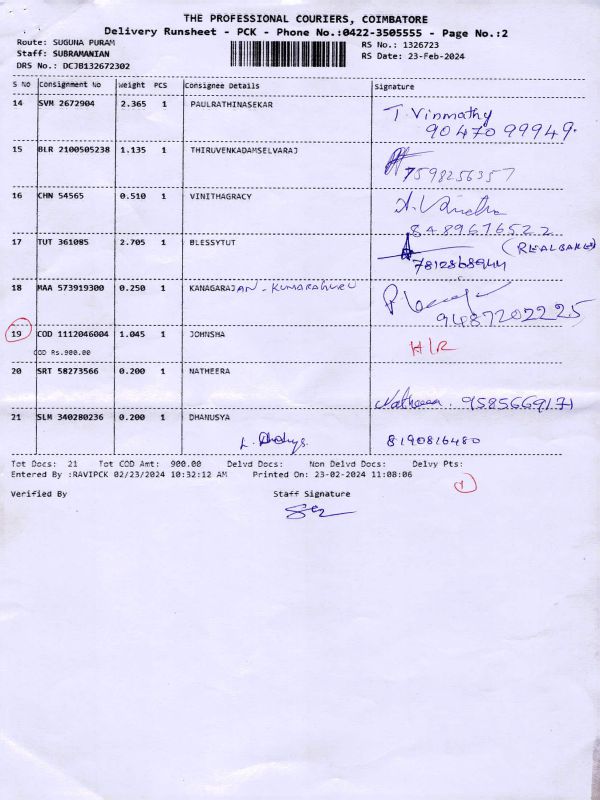 THE PROFESSIONAL COURIERS, COIMBATORE
Delivery Runsheet - PCK - Phone No.:0422-3505555 - Page No.:2
Route: SUGUNA PURAM RS No.: 1326723
Staff: SUBRAMANIAN RS Date: 23-Feb-2024
DRS No.: DCJB132672302
S No Consignment No Weight PCS Consignee Details Signature
14 SVM 2672904 2.365 1 PAULRATHINASEKAR T. Vinmathy
90470 99949.
15 BLR 2100505238 1.135 1 THIRUVENKADAMSELVARAJ
7598256357
16 CHN 54565 0.510 1 VINITHAGRACY
8489676522
17 TUT 361085 2.705 1 BLESSYTUT
18 MAA 573919300 0.250 1 KANAGARAJAN - KUMARAGURU
9487202225
19 COD 1112046004 1.045 1 JOHNSHA H/R
COD Rs.900.00
20 SRT 58273566 0.200 1 NATHEERA
Natheera. 9585669171
21 SLM 340280236 0.200 1 DHANUSYA
8190816480
Tot Docs: 21 Tot COD Amt: 900.00 Delvd Docs: Non Delvd Docs: Delvy Pts:
Entered By :RAVIPCK 02/23/2024 10:32:12 AM Printed On: 23-02-2024 11:08:06
Verified By Staff Signature